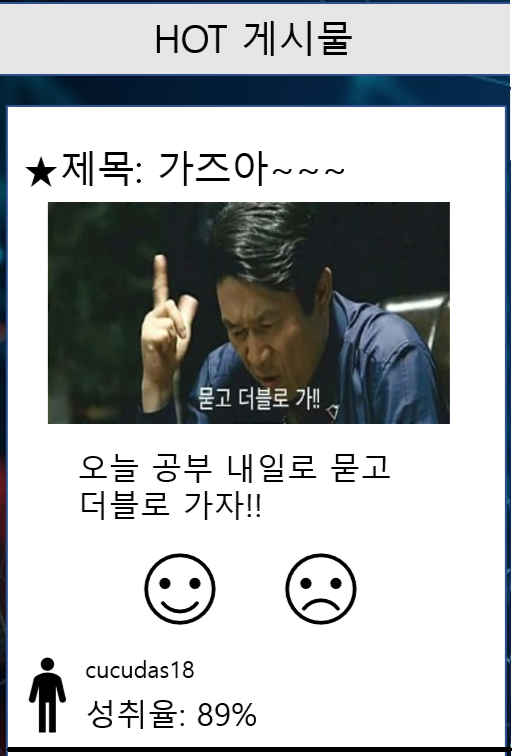 HOT 게시물
★제목: 가즈아~~~
묻고 더블로 가!!
오늘 공부 내일로 묻고
더블로 가자!!
cucudas18
성취율: 89%